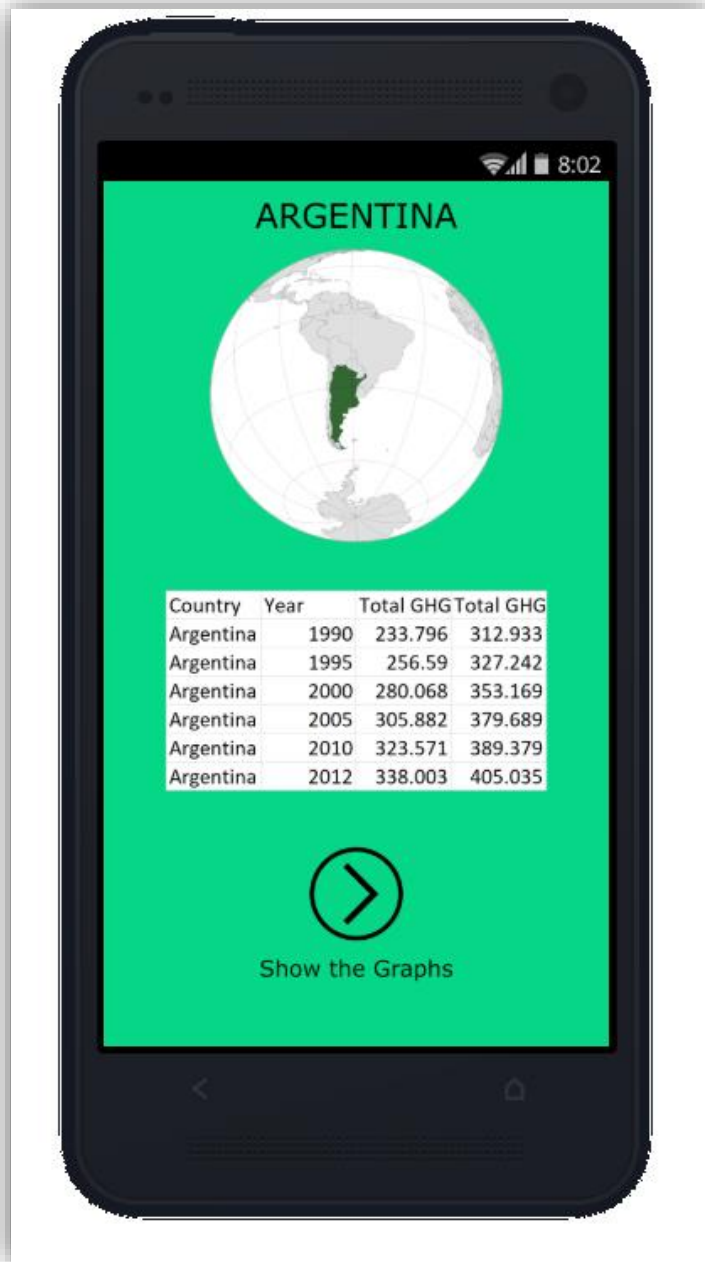 8:02
ARGENTINA
Country Year Total GHG Total GHG
Argentina 1990 233.796 312.933
Argentina 1995 256.59 327.242
Argentina 2000 280.068 353.169
Argentina 2005 305.882 379.689
Argentina 2010 323.571 389.379
Argentina 2012 338.003 405.035
Show the Graphs